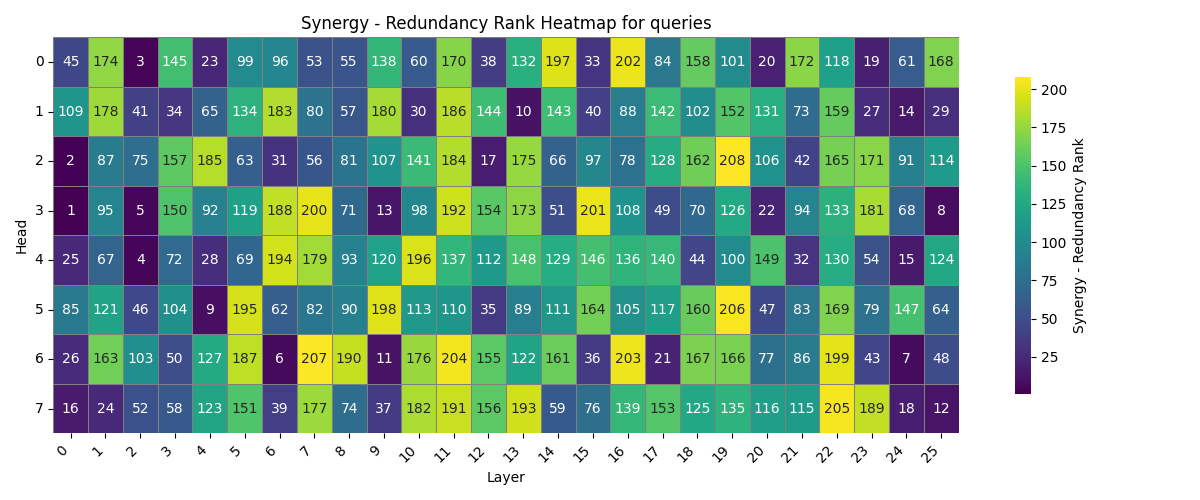 Synergy - Redundancy Rank Heatmap for queries
0 45 174 3 145 23 99 96 53 55 138 60 170 38 132 197 33 202 84 158 101 20 172 118 19 61 168
1 109 178 41 34 65 134 183 80 57 180 30 186 144 10 143 40 88 142 102 152 131 73 159 27 14 29
2 2 87 75 157 185 63 31 56 81 107 141 184 17 175 66 97 78 128 162 208 106 42 165 171 91 114
3 1 95 5 150 92 119 188 200 71 13 98 192 154 173 51 201 108 49 70 126 22 94 133 181 68 8
4 25 67 4 72 28 69 194 179 93 120 196 137 112 148 129 146 136 140 44 100 149 32 130 54 15 124
5 85 121 46 104 9 195 62 82 90 198 113 110 35 89 111 164 105 117 160 206 47 83 169 79 147 64
6 26 163 103 50 127 187 6 207 190 11 176 204 155 122 161 36 203 21 167 166 77 86 199 43 7 48
7 16 24 52 58 123 151 39 177 74 37 182 191 156 193 59 76 139 153 125 135 116 115 205 189 18 12
Head
0 1 2 3 4 5 6 7 8 9 10 11 12 13 14 15 16 17 18 19 20 21 22 23 24 25
Layer
200
175
150
125
100
75
50
25
Synergy - Redundancy Rank